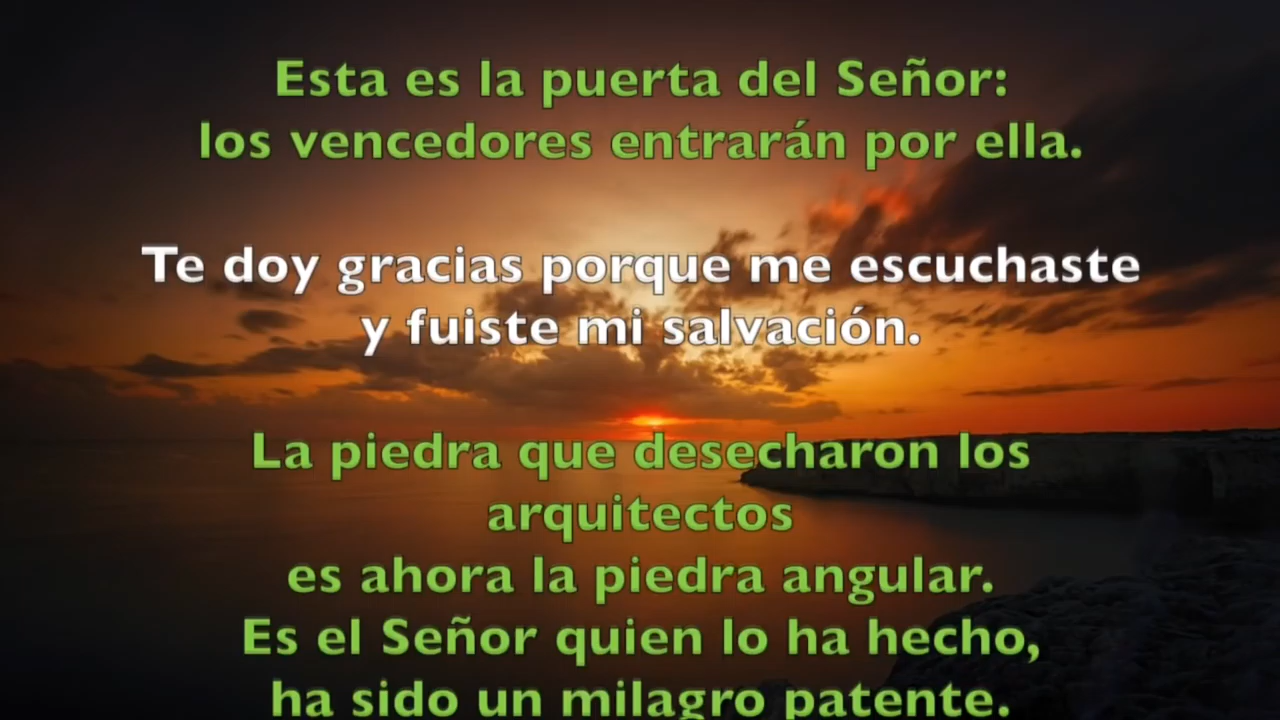 Esta es la puerta del Señor:
los vencedores entrarán por ella.
Te doy gracias porque me escuchaste
y fuiste mi salvación.
La piedra que desecharon los
arquitectos
es ahora la piedra angular.
Es el Señor quien lo ha hecho,
ha sido un milagro patente.